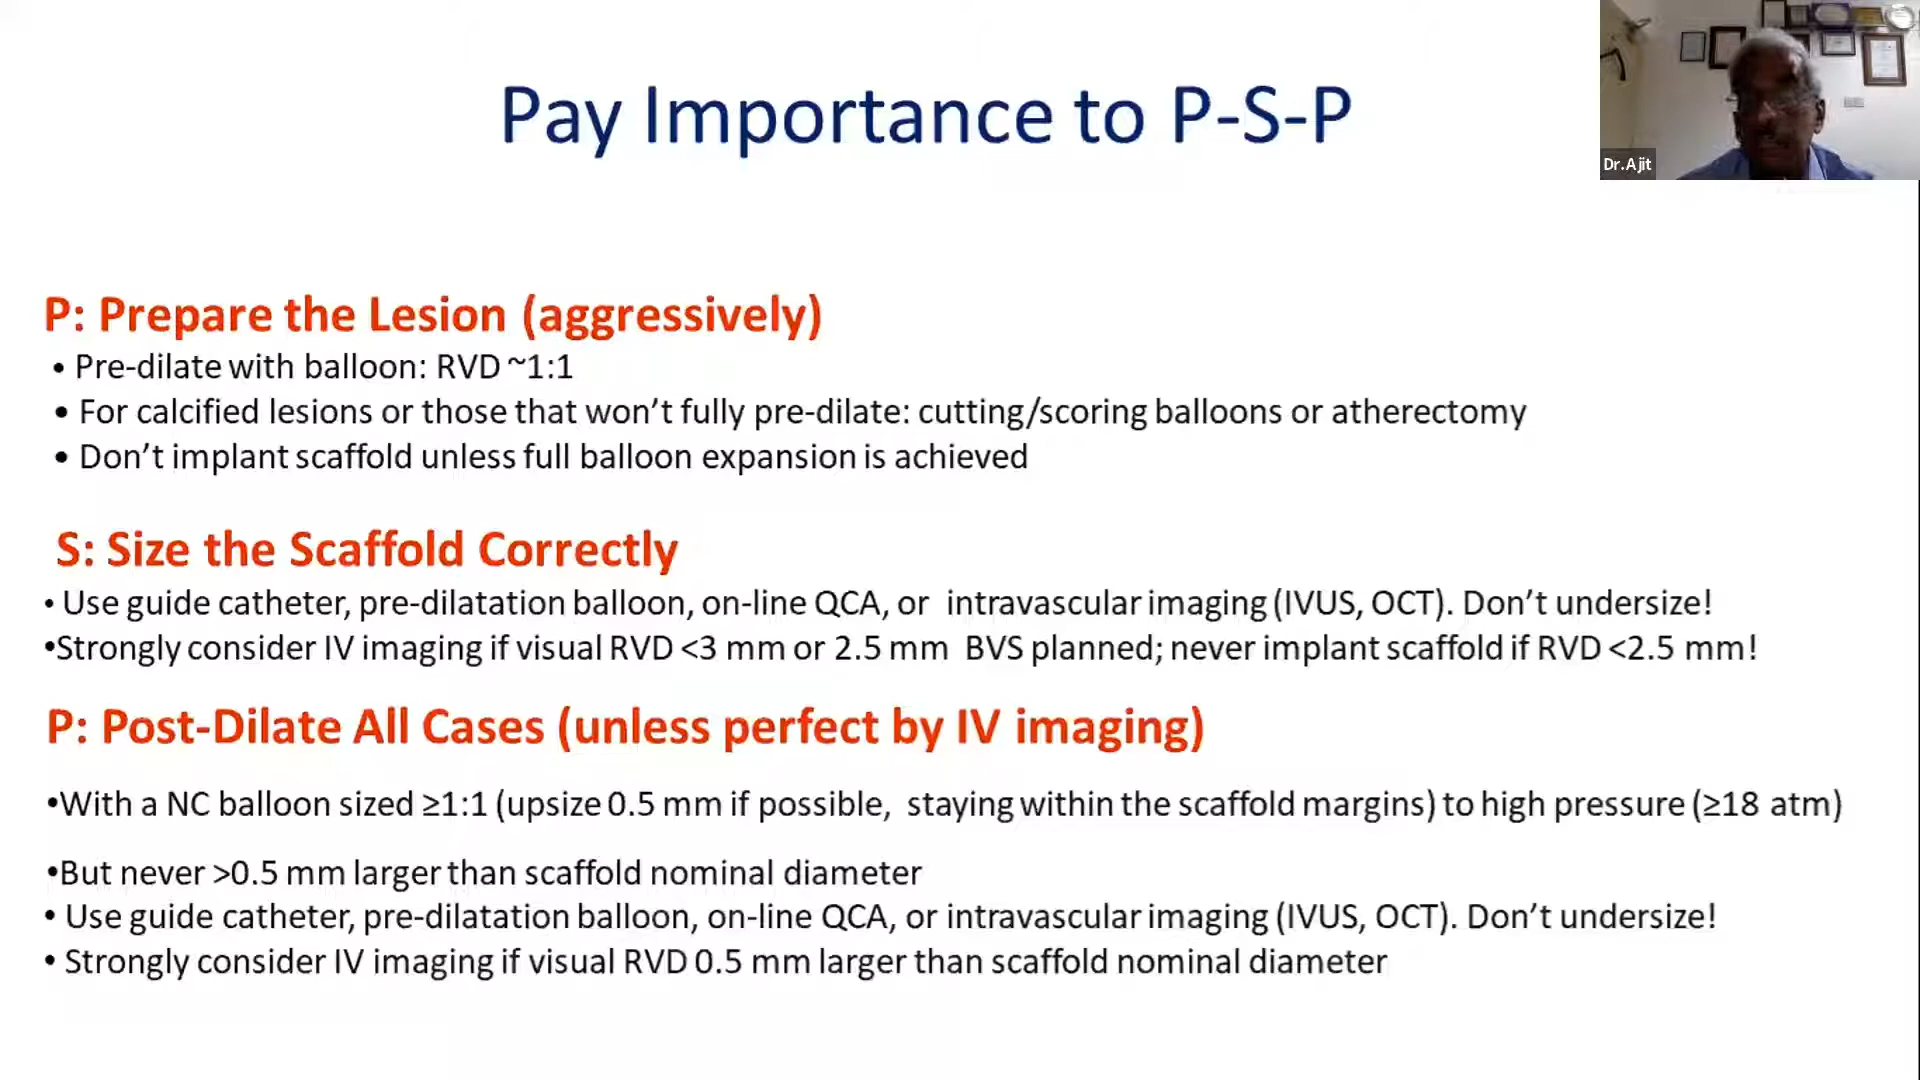 Pay Importance to P-S-P
Dr.Ajit
P: Prepare the Lesion (aggressively)
• Pre-dilate with balloon: RVD ~1:1
• For calcified lesions or those that won’t fully pre-dilate: cutting/scoring balloons or atherectomy
• Don’t implant scaffold unless full balloon expansion is achieved
S: Size the Scaffold Correctly
• Use guide catheter, pre-dilatation balloon, on-line QCA, or intravascular imaging (IVUS, OCT). Don’t undersize!
•Strongly consider IV imaging if visual RVD <3 mm or 2.5 mm BVS planned; never implant scaffold if RVD <2.5 mm!
P: Post-Dilate All Cases (unless perfect by IV imaging)
•With a NC balloon sized ≥1:1 (upsize 0.5 mm if possible, staying within the scaffold margins) to high pressure (≥18 atm)
•But never >0.5 mm larger than scaffold nominal diameter
• Use guide catheter, pre-dilatation balloon, on-line QCA, or intravascular imaging (IVUS, OCT). Don’t undersize!
• Strongly consider IV imaging if visual RVD 0.5 mm larger than scaffold nominal diameter